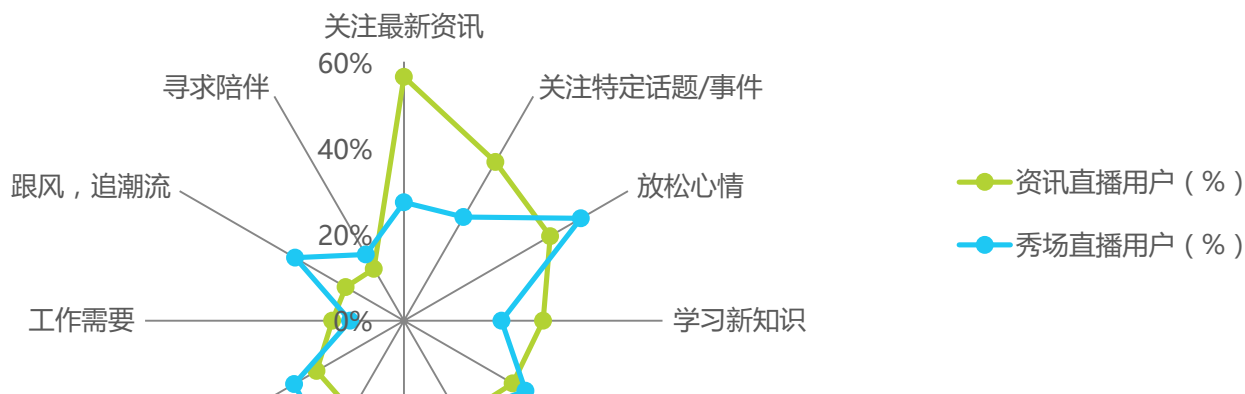 关注最新资讯
60%
寻求陪伴
关注特定话题/事件
40%
跟风，追潮流
放松心情
资讯直播用户（%）
20%
秀场直播用户（%）
工作需要
0%
学习新知识